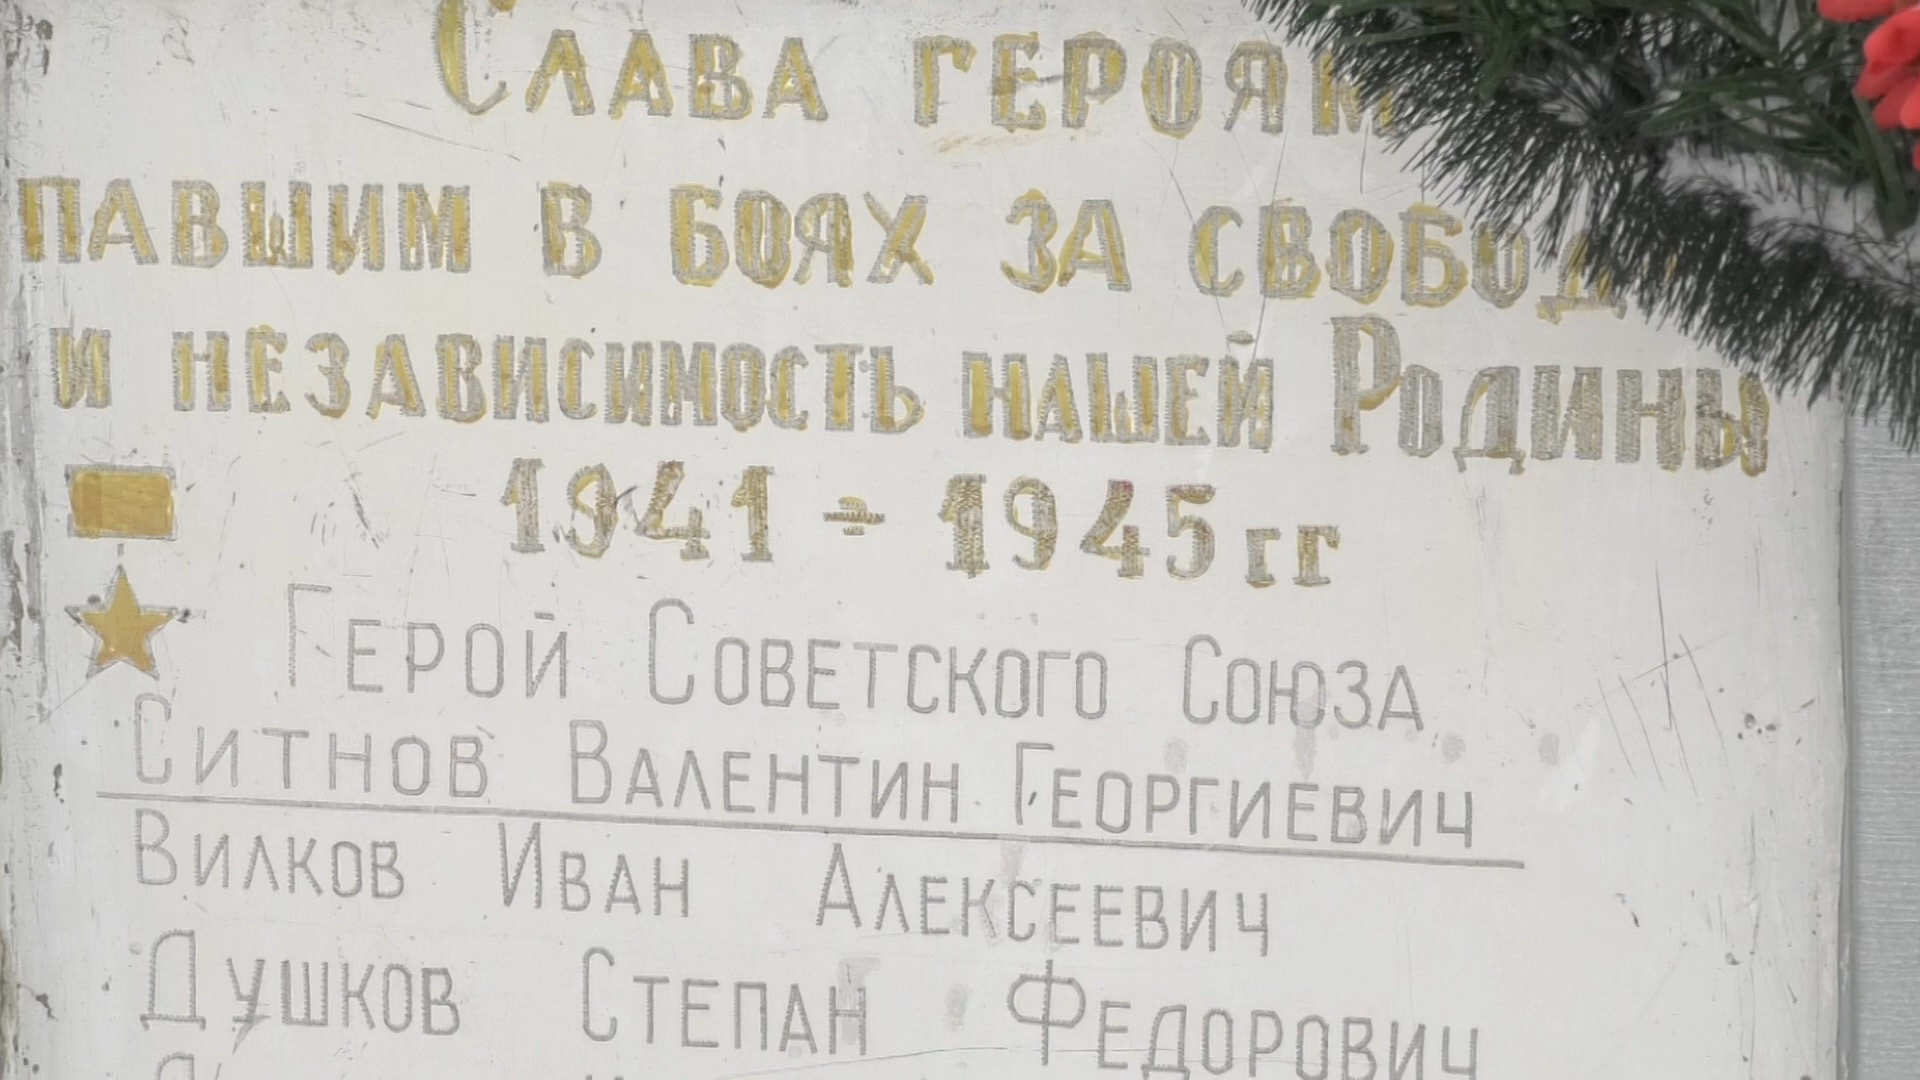 Слава героям
павшим в боях за свободу
и независимость нашей Родины
1941 ÷ 1945 гг
Герой Советского Союза
Ситнов Валентин Георгиевич
Вилков Иван Алексеевич
Душков Степан Федорович